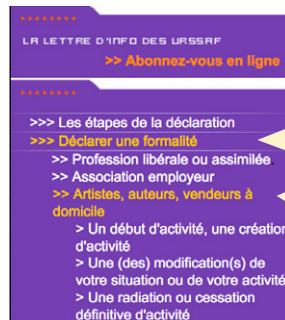 LA LETTRE D'INFO DES URSSAF
>> Abonnez-vous en ligne
>>> Les étapes de la déclaration
>>> Déclarer une formalité
>> Profession libérale ou assimilée
>> Association employeur
>> Artistes, auteurs, vendeurs à
domicile
> Un début d'activité, une création
d'activité
> Une (des) modification(s) de
votre situation ou de votre activité
> Une radiation ou cessation
définitive d'activité